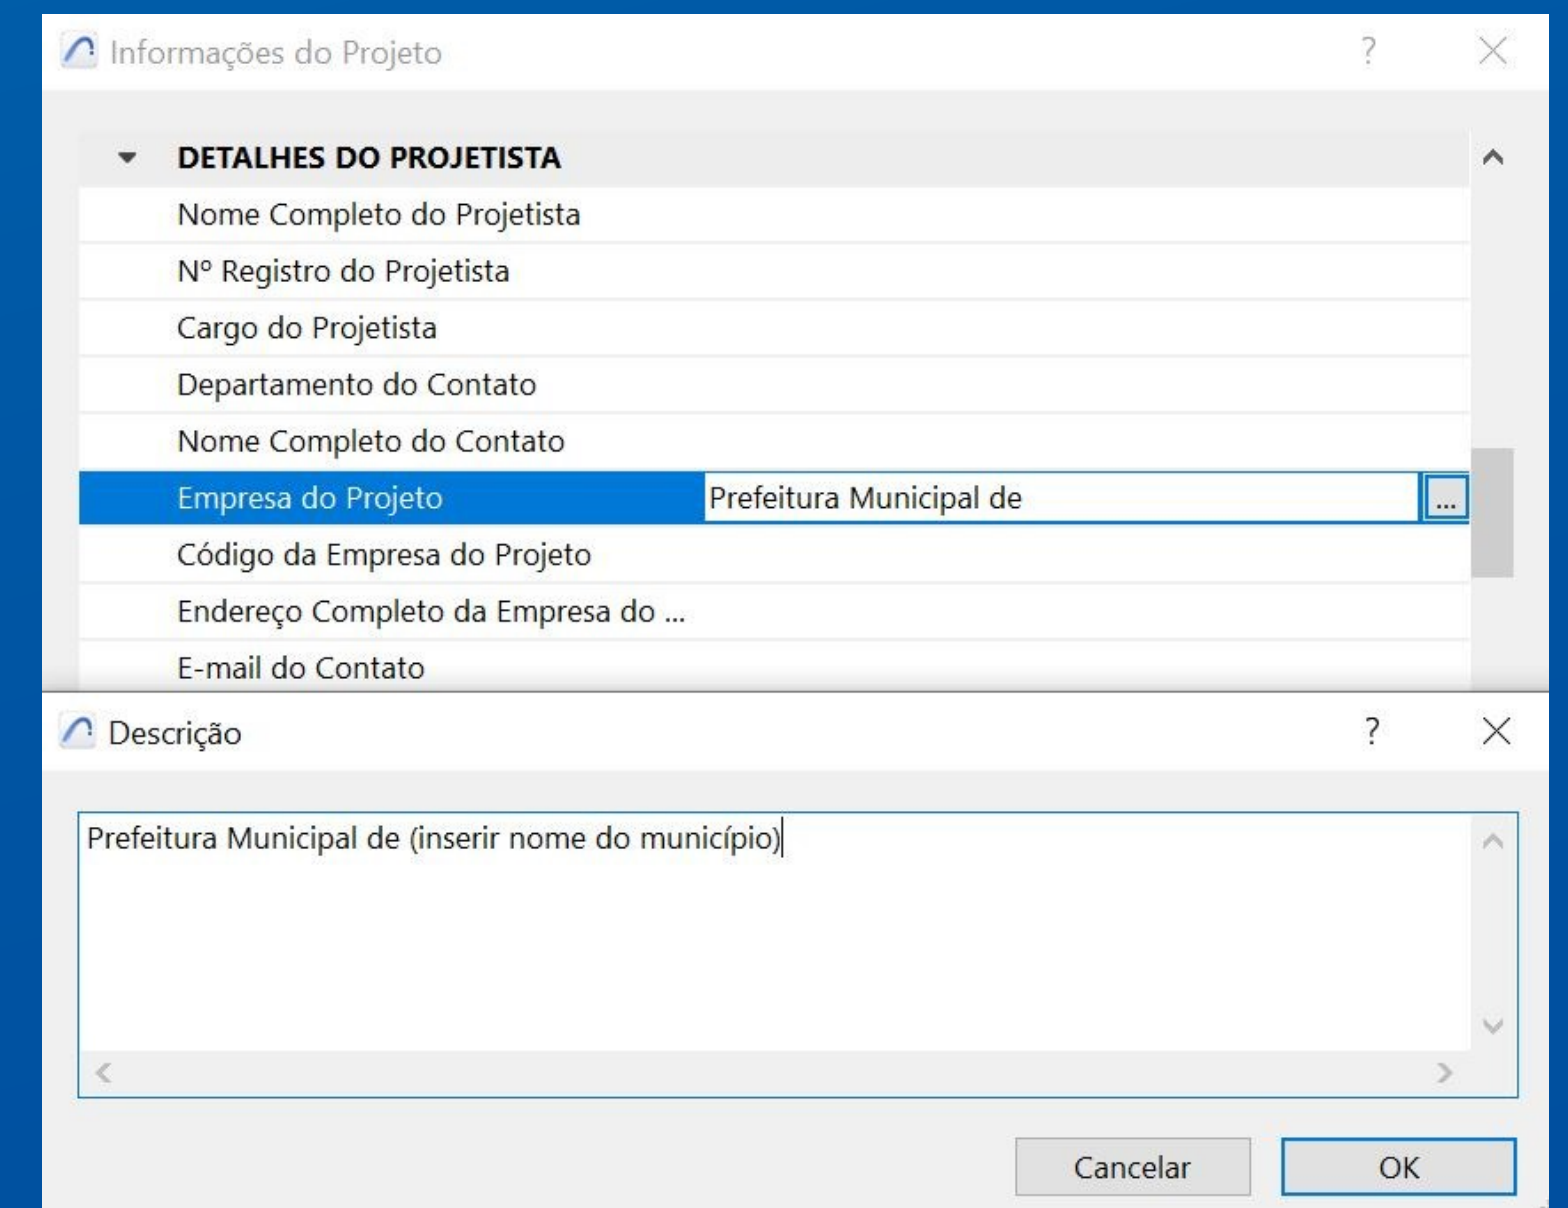 Informações do Projeto
DETALHES DO PROJETISTA
Nome Completo do Projetista
Nº Registro do Projetista
Cargo do Projetista
Departamento do Contato
Nome Completo do Contato
Empresa do Projeto Prefeitura Municipal de ...
Código da Empresa do Projeto
Endereço Completo da Empresa do ...
E-mail do Contato
Descrição
Prefeitura Municipal de (inserir nome do município)
Cancelar OK